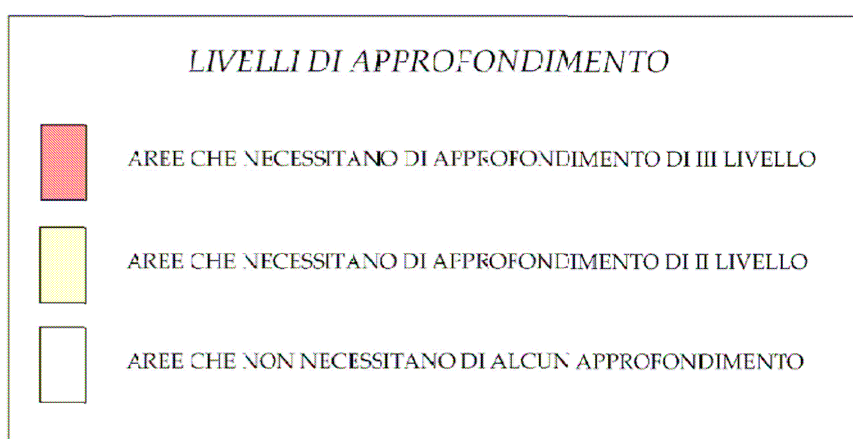 LIVELLI DI APPROFONDIMENTO
AREE CHE NECESSITANO DI APPROFONDIMENTO DI III LIVELLO
AREE CHE NECESSITANO DI APPROFONDIMENTO DI II LIVELLO
AREE CHE NON NECESSITANO DI ALCUN APPROFONDIMENTO